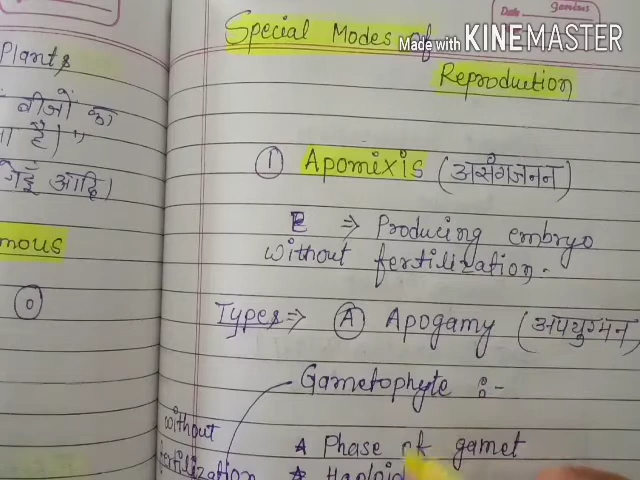 Plants
बीजों का
है।"
गेहूँ आदि।
mous
Date
Special Modes of
Made with KINEMASTER
Reproduction
① Apomixis (असंगजनन)
E ⇒ Producing embryo
without fertilization.
Types ⇒ Ⓐ Apogamy (अपयुग्मन)
Gametophyte :-
without
fertilization
* Phase of gamet
* Haploid